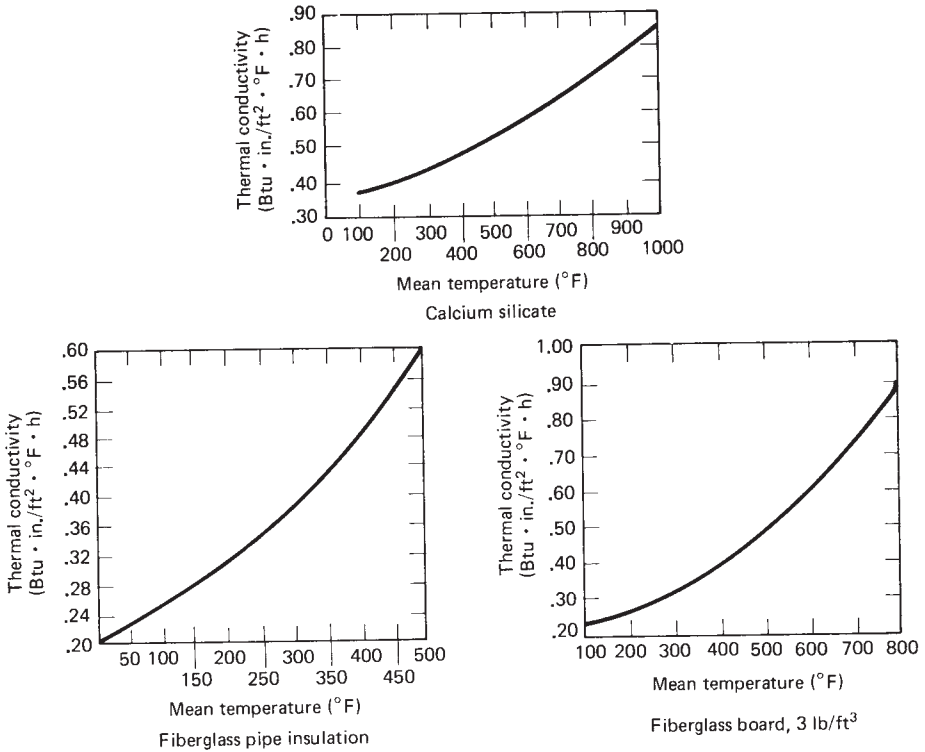 Thermal conductivity
(Btu • in./ft² • °F • h)
.90
.80
.70
.60
.50
.40
.30
0 100 300 500 700 900
200 400 600 800 1000
Mean temperature (°F)
Calcium silicate
Thermal conductivity
(Btu • in./ft² • °F • h)
.60
.56
.52
.48
.44
.40
.36
.32
.28
.24
.20
50 100 200 300 400 500
150 250 350 450
Mean temperature (°F)
Fiberglass pipe insulation
Thermal conductivity
(Btu • in./ft² • °F • h)
1.00
.90
.80
.70
.60
.50
.40
.30
.20
100 200 300 400 500 600 700 800
Mean temperature (°F)
Fiberglass board, 3 lb/ft³